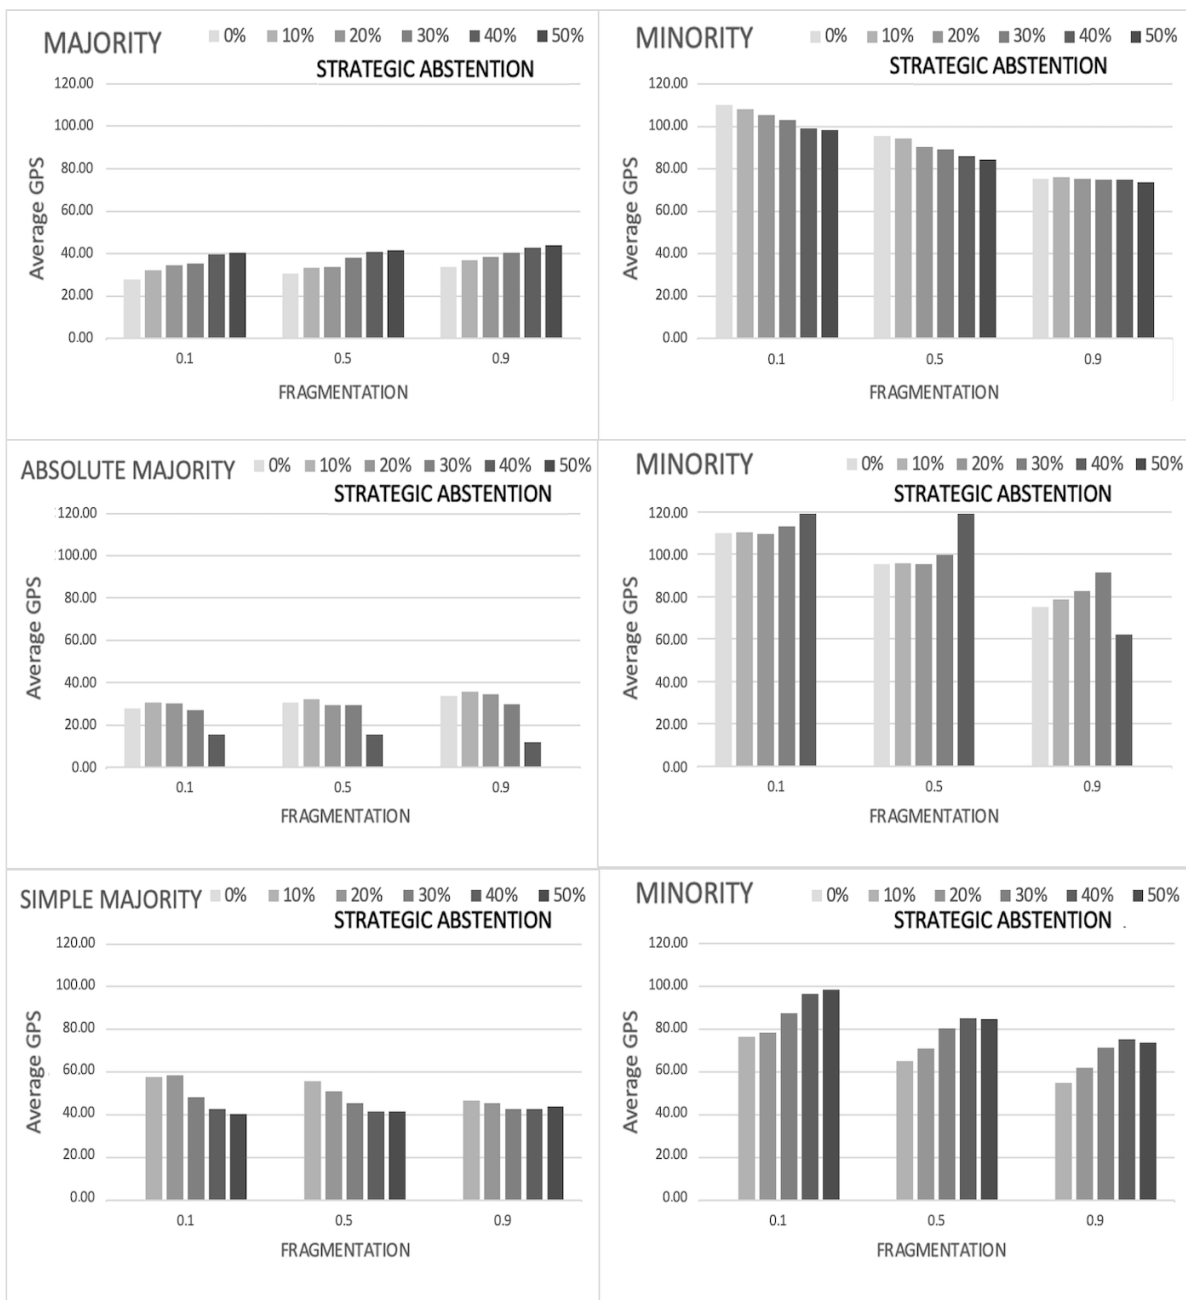 MAJORITY 0% 10% 20% 30% 40% 50%
STRATEGIC ABSTENTION
120.00
100.00
80.00
60.00
40.00
20.00
0.00
Average GPS
0.1 0.5 0.9
FRAGMENTATION
MINORITY 0% 10% 20% 30% 40% 50%
STRATEGIC ABSTENTION
120.00
100.00
80.00
60.00
40.00
20.00
0.00
Average GPS
0.1 0.5 0.9
FRAGMENTATION
ABSOLUTE MAJORITY 0% 10% 20% 30% 40% 50%
STRATEGIC ABSTENTION
120.00
100.00
80.00
60.00
40.00
20.00
0.00
Average GPS
0.1 0.5 0.9
FRAGMENTATION
MINORITY 0% 10% 20% 30% 40% 50%
STRATEGIC ABSTENTION
120.00
100.00
80.00
60.00
40.00
20.00
0.00
Average GPS
0.1 0.5 0.9
FRAGMENTATION
SIMPLE MAJORITY 0% 10% 20% 30% 40% 50%
STRATEGIC ABSTENTION
120.00
100.00
80.00
60.00
40.00
20.00
0.00
Average GPS
0.1 0.5 0.9
FRAGMENTATION
MINORITY 0% 10% 20% 30% 40% 50%
STRATEGIC ABSTENTION .
120.00
100.00
80.00
60.00
40.00
20.00
0.00
Average GPS
0.1 0.5 0.9
FRAGMENTATION